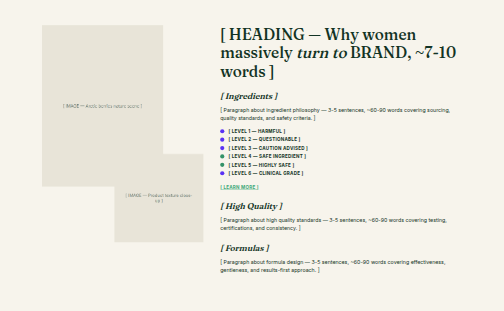 [ HEADING — Why women
massively turn to BRAND, ~7-10
words ]
[ IMAGE — Arctic bonfire nature scene ]
[ Ingredients ]
[ Paragraph about ingredient philosophy — 3-5 sentences, ~60-90 words covering sourcing,
quality standards, and safety criteria. ]
[ LEVEL 1 — HARMFUL ]
[ LEVEL 2 — QUESTIONABLE ]
[ LEVEL 3 — CAUTION ADVISED ]
[ LEVEL 4 — SAFE INGREDIENT ]
[ LEVEL 5 — HIGHLY SAFE ]
[ LEVEL 6 — CLINICAL GRADE ]
[ LEARN MORE ]
[ IMAGE — Product texture close-
up ]
[ High Quality ]
[ Paragraph about high quality standards — 3-5 sentences, ~60-90 words covering testing,
certifications, and consistency. ]
[ Formulas ]
[ Paragraph about formula design — 3-5 sentences, ~60-90 words covering effectiveness,
gentleness, and results-first approach. ]